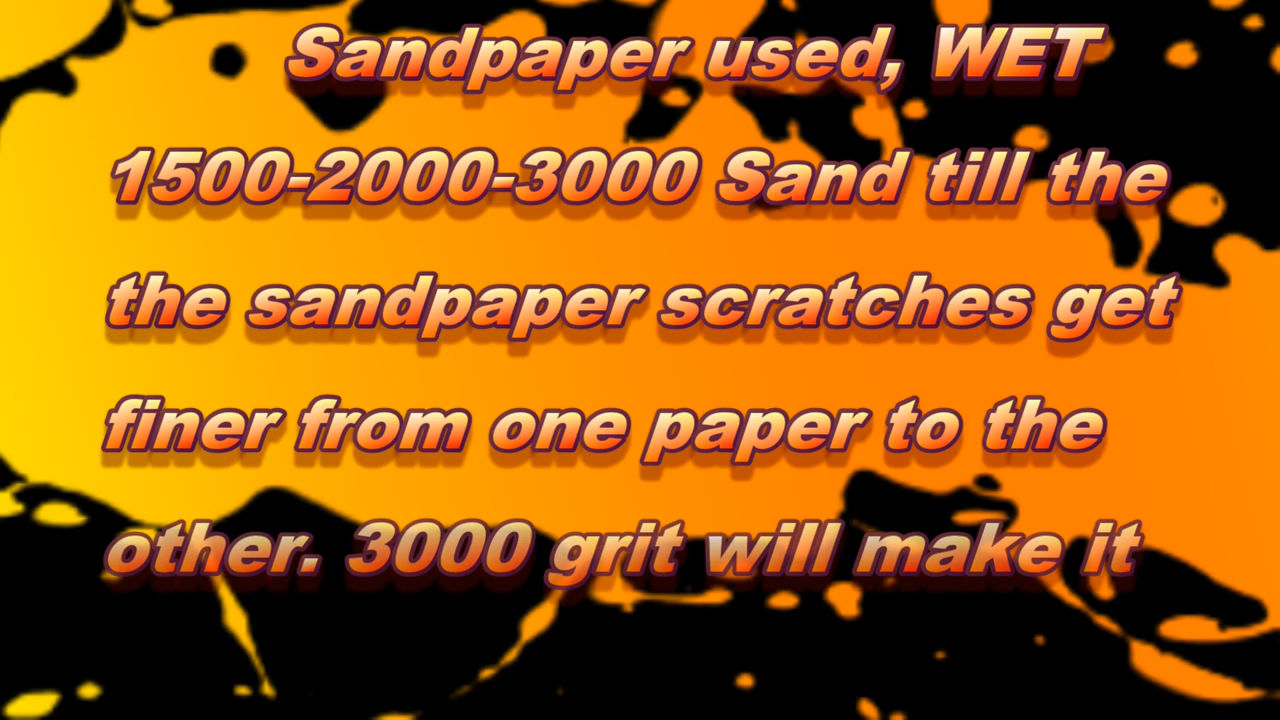 Sandpaper used, WET
1500-2000-3000 Sand till the
the sandpaper scratches get
finer from one paper to the
other. 3000 grit will make it